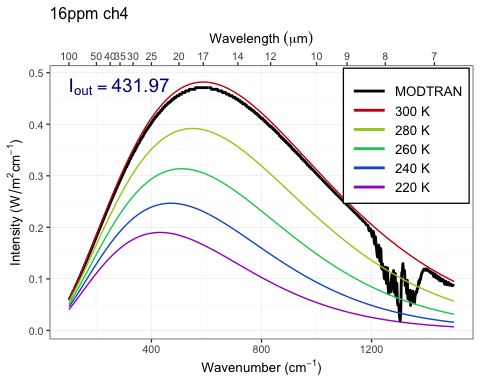 16ppm ch4
Wavelength (μm)
100 50 40 35 30 25 20 17 14 12 10 9 8 7
I_out = 431.97
MODTRAN
300 K
280 K
260 K
240 K
220 K
Intensity (W/m² cm⁻¹)
0.5
0.4
0.3
0.2
0.1
0.0
400 800 1200
Wavenumber (cm⁻¹)